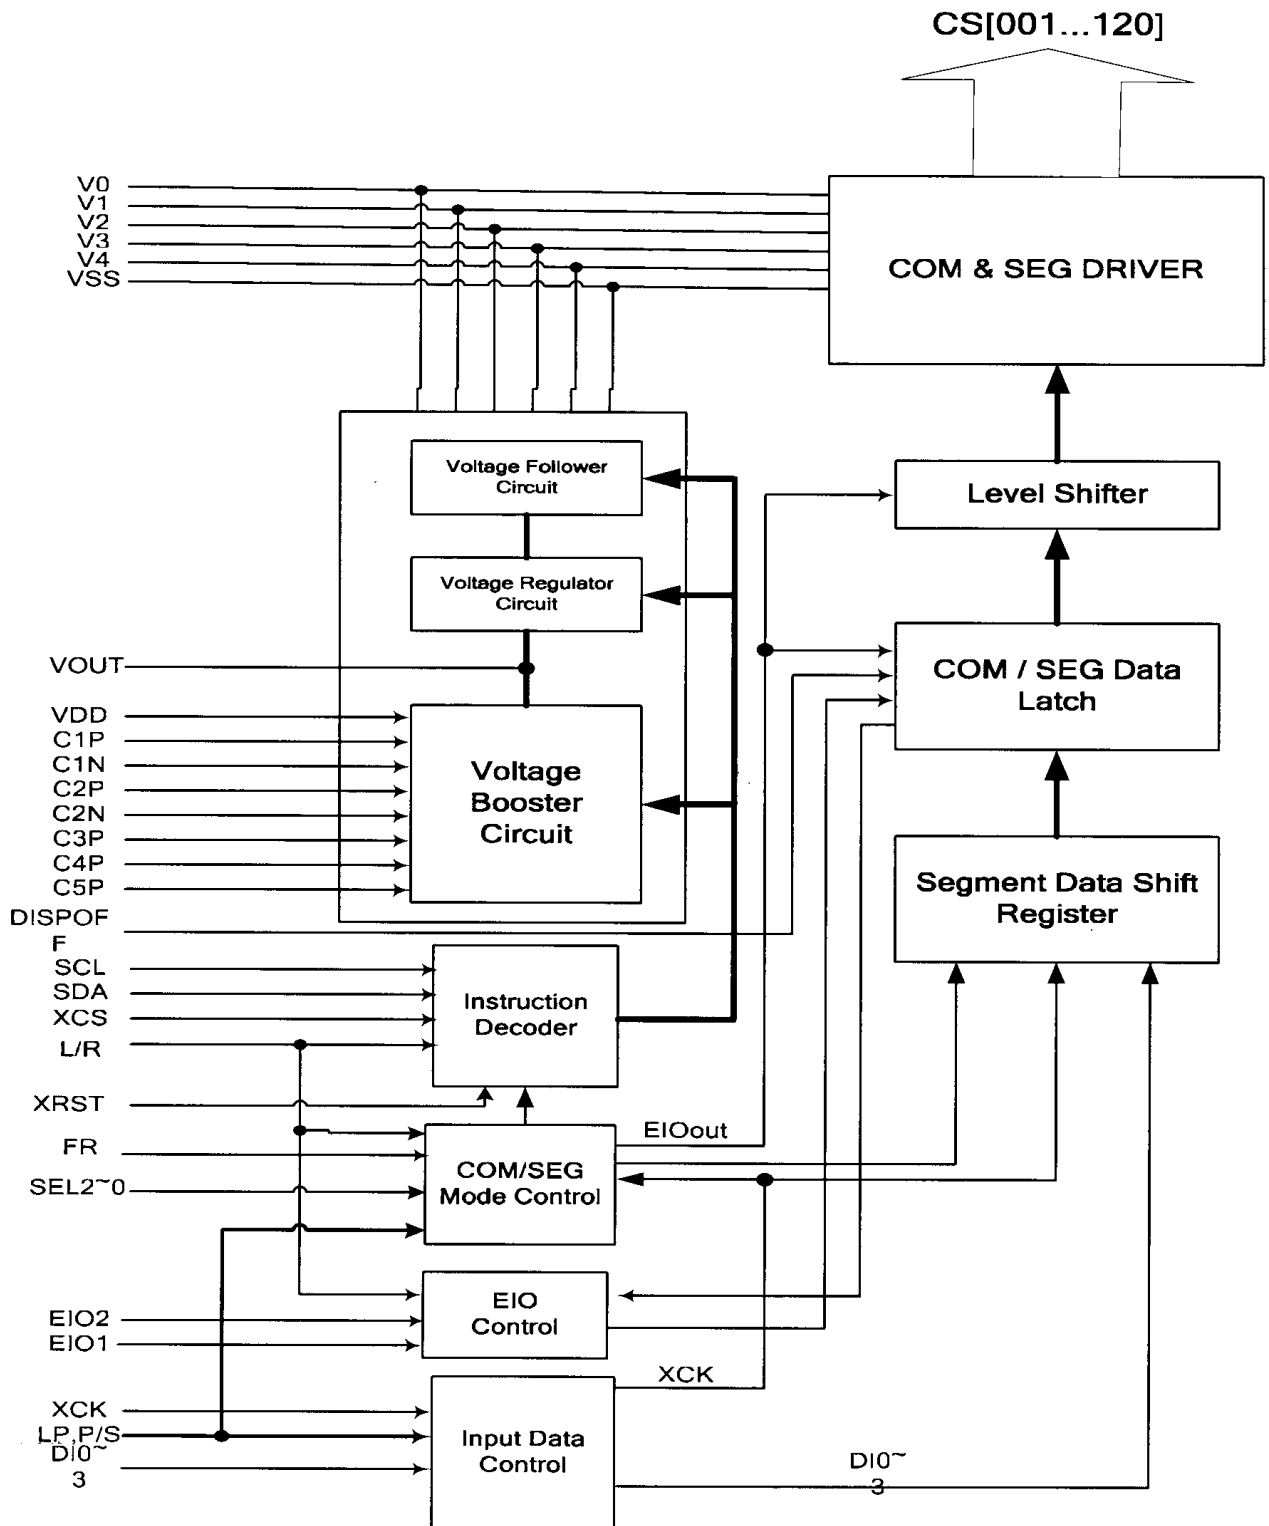 CS[001...120]
V0
V1
V2
V3
V4
VSS
COM & SEG DRIVER
Voltage Follower
Circuit
Level Shifter
Voltage Regulator
Circuit
VOUT
COM / SEG Data
Latch
VDD
C1P
C1N
C2P
C2N
C3P
C4P
C5P
Voltage
Booster
Circuit
Segment Data Shift
Register
DISPOF
F
SCL
SDA
XCS
L/R
Instruction
Decoder
XRST
FR
SEL2~0
COM/SEG
Mode Control
EIOout
EIO2
EIO1
EIO
Control
XCK
XCK
LP,P/S
DI0~
3
Input Data
Control
DI0~
3